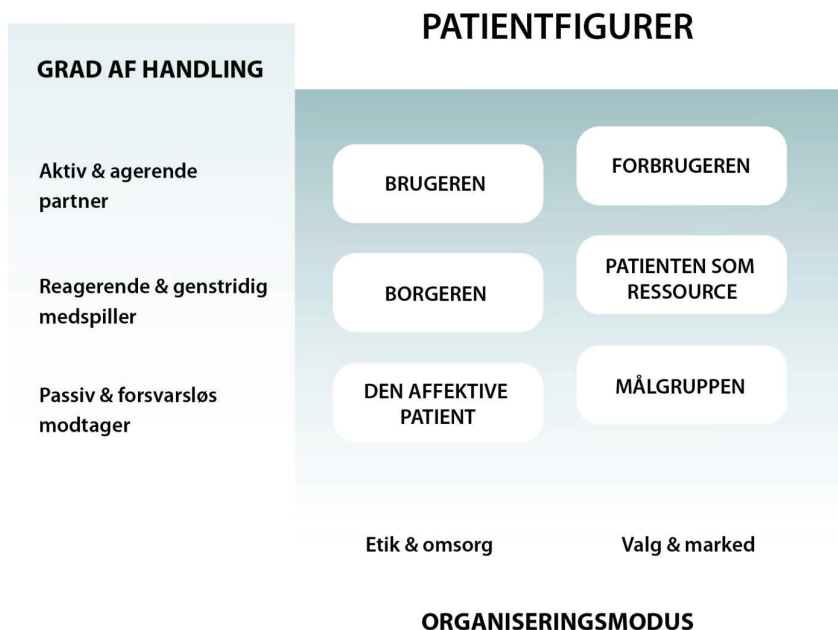 PATIENTFIGURER
GRAD AF HANDLING
Aktiv & agerende
partner
BRUGEREN
FORBRUGEREN
Reagerende & genstridig
medspiller
BORGEREN
PATIENTEN SOM
RESSOURCE
Passiv & forsvarsløs
modtager
DEN AFFEKTIVE
PATIENT
MÅLGRUPPEN
Etik & omsorg
Valg & marked
ORGANISERINGSMODUS